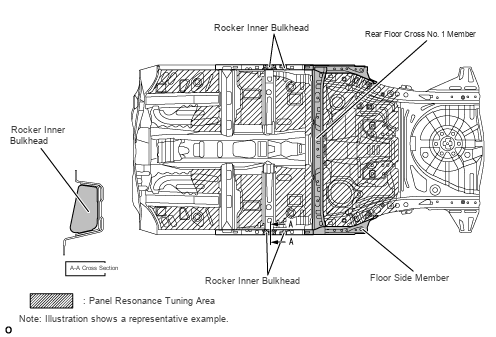 Rocker Inner Bulkhead
Rear Floor Cross No. 1 Member
Rocker Inner
Bulkhead
A
A
A-A Cross Section
Rocker Inner Bulkhead
Floor Side Member
: Panel Resonance Tuning Area
Note: Illustration shows a representative example.
O